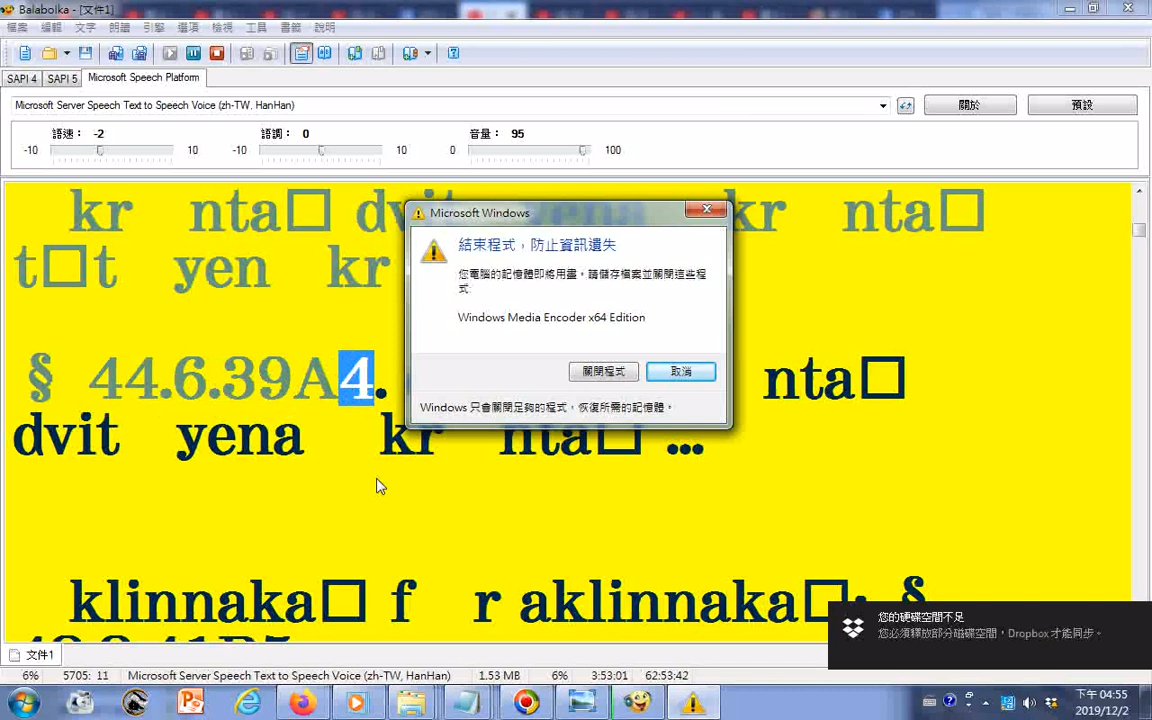 Balabolka - [文件1]
檔案 編輯 文字 朗讀 引擎 選項 檢視 工具 書籤 說明
SAPI 4 SAPI 5 Microsoft Speech Platform
Microsoft Server Speech Text to Speech Voice (zh-TW, HanHan) 關於 預設
語速： -2 語調： 0 音量： 95
-10 10 -10 10 0 100
kr nta□ dvit yena kr nta□
t□t yen kr
§ 44.6.39A4. nta□
dvit yena kr nta□ ...
klinnaka□ f r aklinnaka□; §
Microsoft Windows
結束程式，防止資訊遺失
您電腦的記憶體即將用盡。請儲存檔案並關閉這些程
式:
Windows Media Encoder x64 Edition
關閉程式 取消
Windows 只會關閉足夠的程式，恢復所需的記憶體。
您的硬碟空間不足
您必須釋放部分磁碟空間，Dropbox 才能同步。
文件1
6% 5705: 11 Microsoft Server Speech Text to Speech Voice (zh-TW, HanHan) 1.53 MB 6% 3:53:01 62:53:42
下午 04:55
2019/12/2